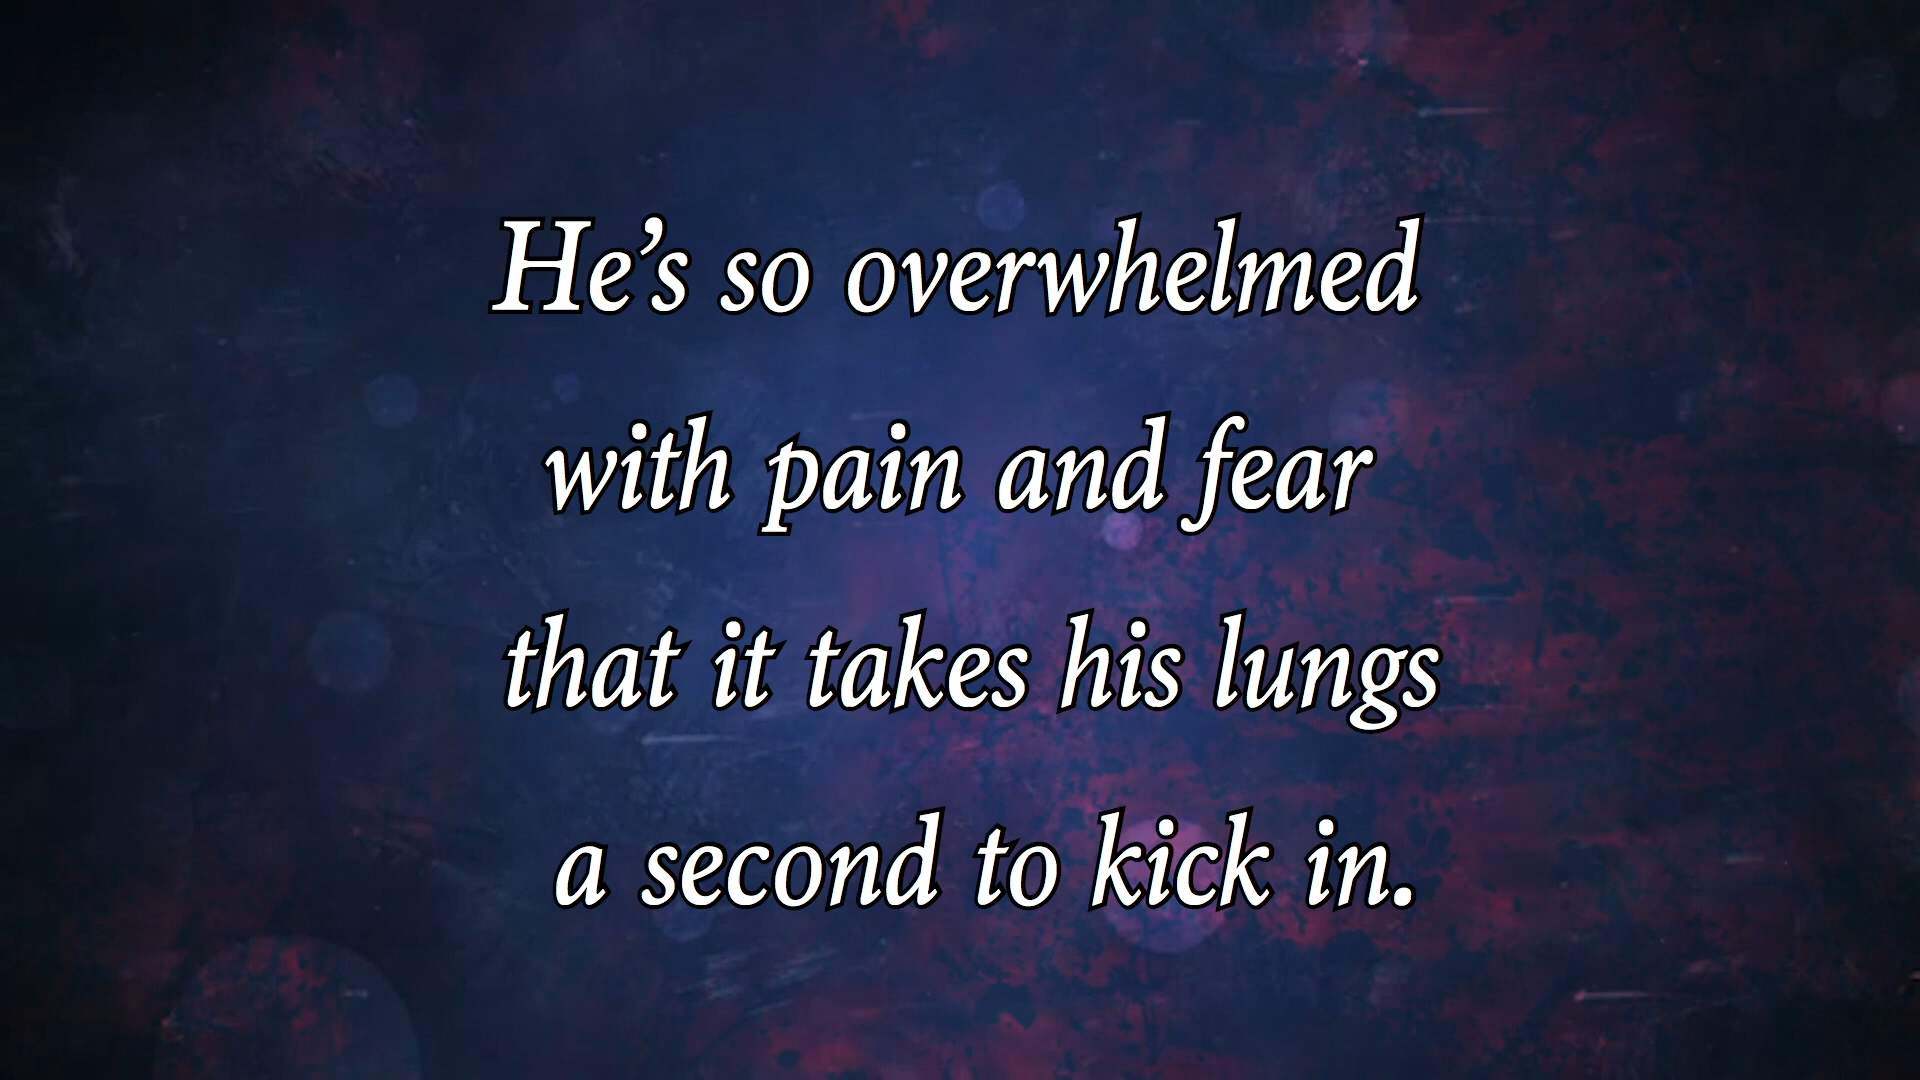 He’s so overwhelmed
with pain and fear
that it takes his lungs
a second to kick in.